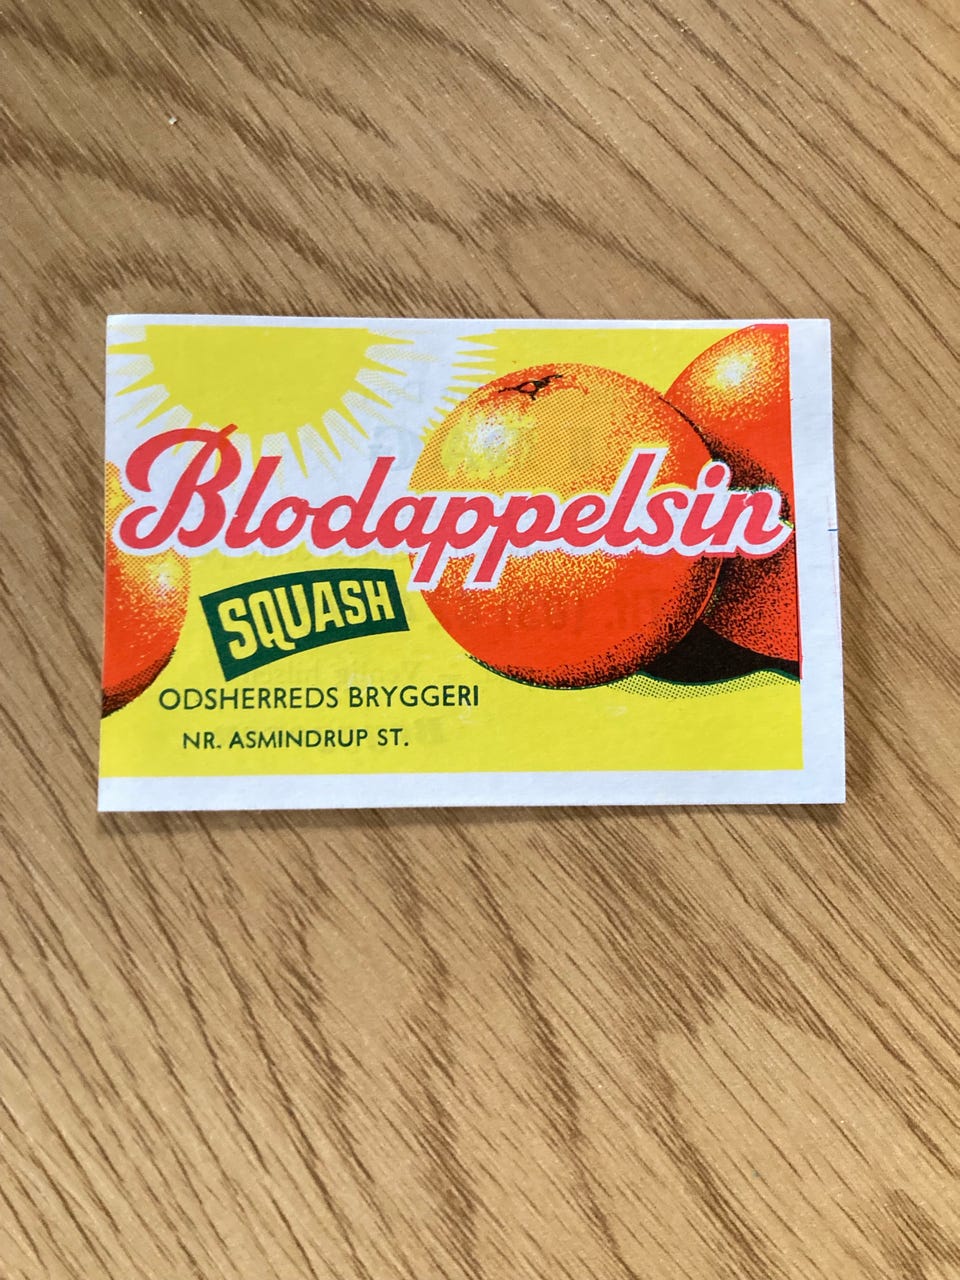 Blodappelsin
SQUASH
ODSHERREDS BRYGGERI
NR. ASMINDRUP ST.